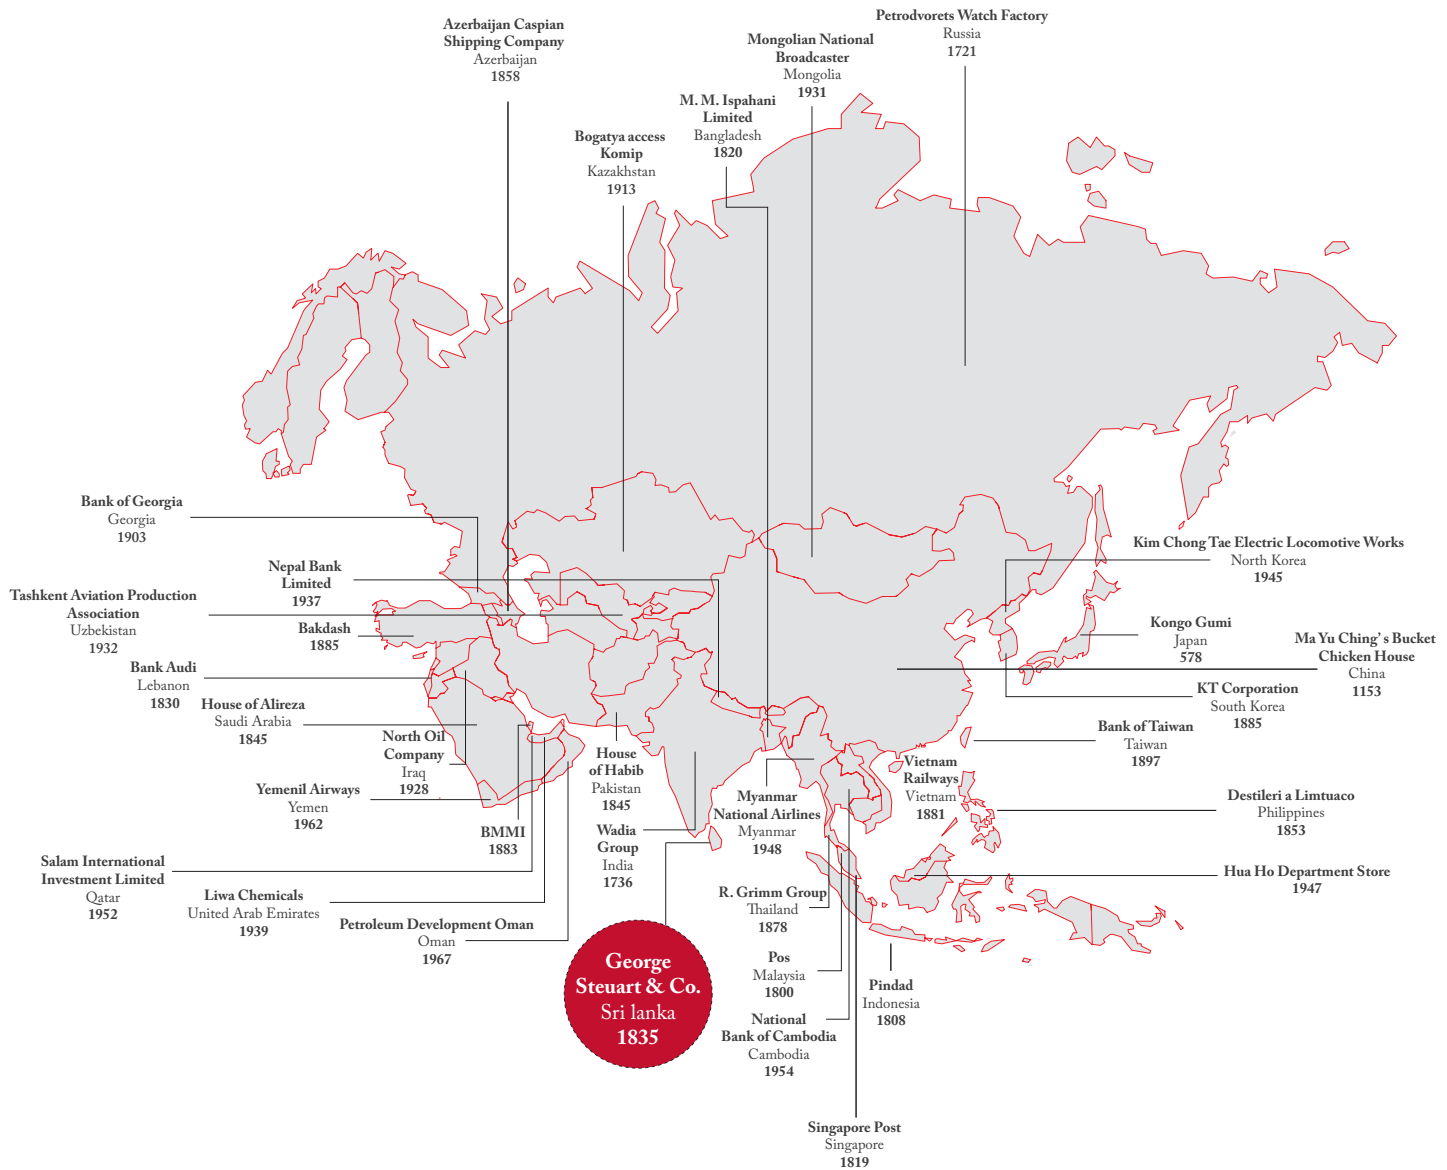 Petrodvorets Watch Factory
Russia
1721
Azerbaijan Caspian
Shipping Company
Azerbaijan
1858
Mongolian National
Broadcaster
Mongolia
1931
M. M. Ispahani
Limited
Bangladesh
1820
Bogatya access
Komip
Kazakhstan
1913
Bank of Georgia
Georgia
1903
Nepal Bank
Limited
1937
Tashkent Aviation Production
Association
Uzbekistan
1932
Bakdash
1885
Bank Audi
Lebanon
1830
House of Alireza
Saudi Arabia
1845
North Oil
Company
Iraq
1928
Yemenil Airways
Yemen
1962
BMMI
1883
Salam International
Investment Limited
Qatar
1952
Liwa Chemicals
United Arab Emirates
1939
Petroleum Development Oman
Oman
1967
House
of Habib
Pakistan
1845
Wadia
Group
India
1736
George
Steuart & Co.
Sri lanka
1835
Myanmar
National Airlines
Myanmar
1948
R. Grimm Group
Thailand
1878
Pos
Malaysia
1800
National
Bank of Cambodia
Cambodia
1954
Singapore Post
Singapore
1819
Pindad
Indonesia
1808
Vietnam
Railways
Vietnam
1881
Kim Chong Tae Electric Locomotive Works
North Korea
1945
Kongo Gumi
Japan
578
Ma Yu Ching's Bucket
Chicken House
China
1153
KT Corporation
South Korea
1885
Bank of Taiwan
Taiwan
1897
Destileri a Limtuaco
Philippines
1853
Hua Ho Department Store
1947